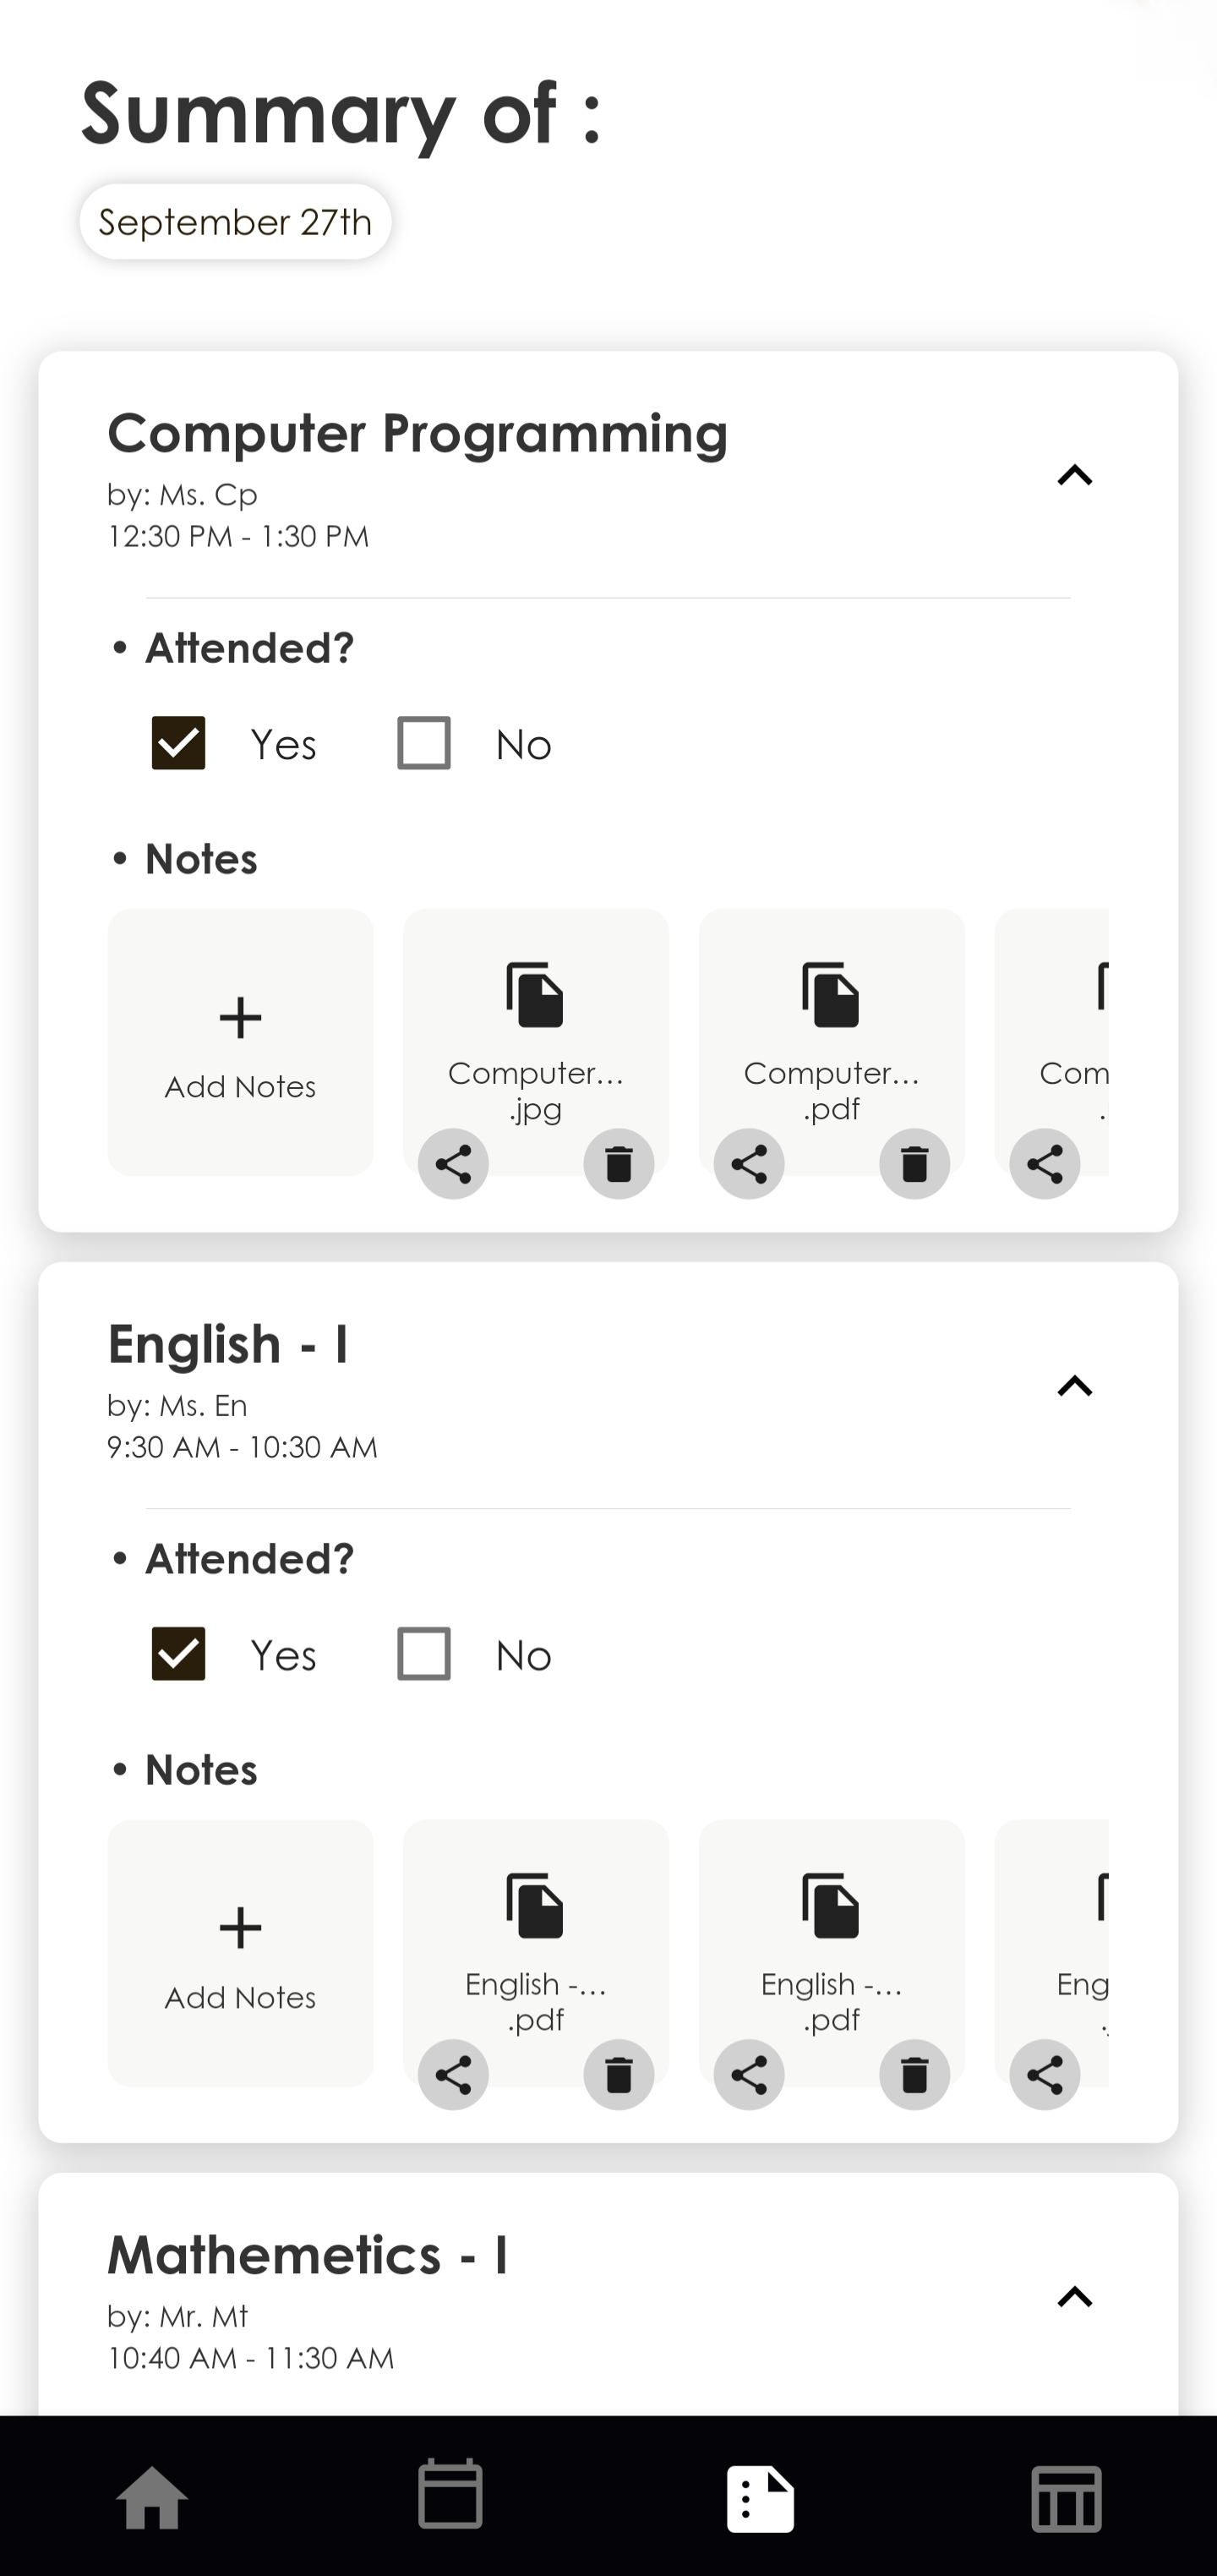 Summary of :
September 27th
Computer Programming
by: Ms. Cp
12:30 PM - 1:30 PM
• Attended?
Yes No
• Notes
Add Notes
Computer...
.jpg
Computer...
.pdf
Com
.
English - I
by: Ms. En
9:30 AM - 10:30 AM
• Attended?
Yes No
• Notes
Add Notes
English -...
.pdf
English -...
.pdf
Eng
.
Mathemetics - I
by: Mr. Mt
10:40 AM - 11:30 AM